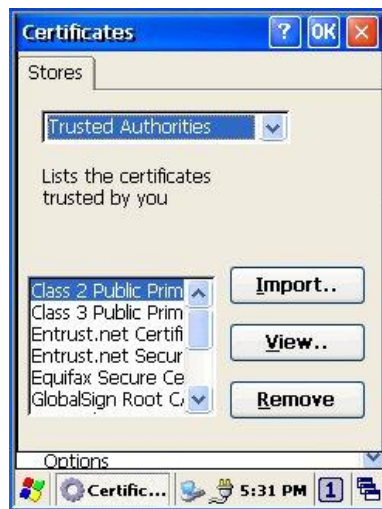 Certificates ? OK
Stores
Trusted Authorities
Lists the certificates
trusted by you
Class 2 Public Prim
Class 3 Public Prim
Entrust.net Certifi
Entrust.net Secur
Equifax Secure Ce
GlobalSign Root C
Import..
View..
Remove
Options
Certific... 5:31 PM 1